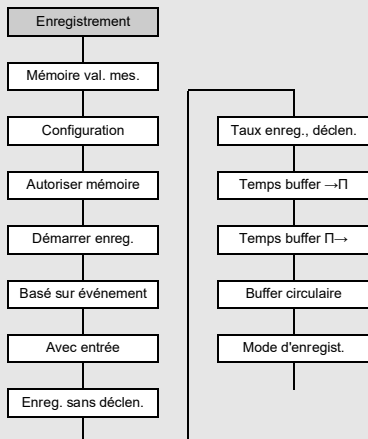 Enregistrement
Mémoire val. mes.
Configuration
Autoriser mémoire
Démarrer enreg.
Basé sur événement
Avec entrée
Enreg. sans déclen.
Taux enreg., déclen.
Temps buffer →Π
Temps buffer Π→
Buffer circulaire
Mode d'enregist.